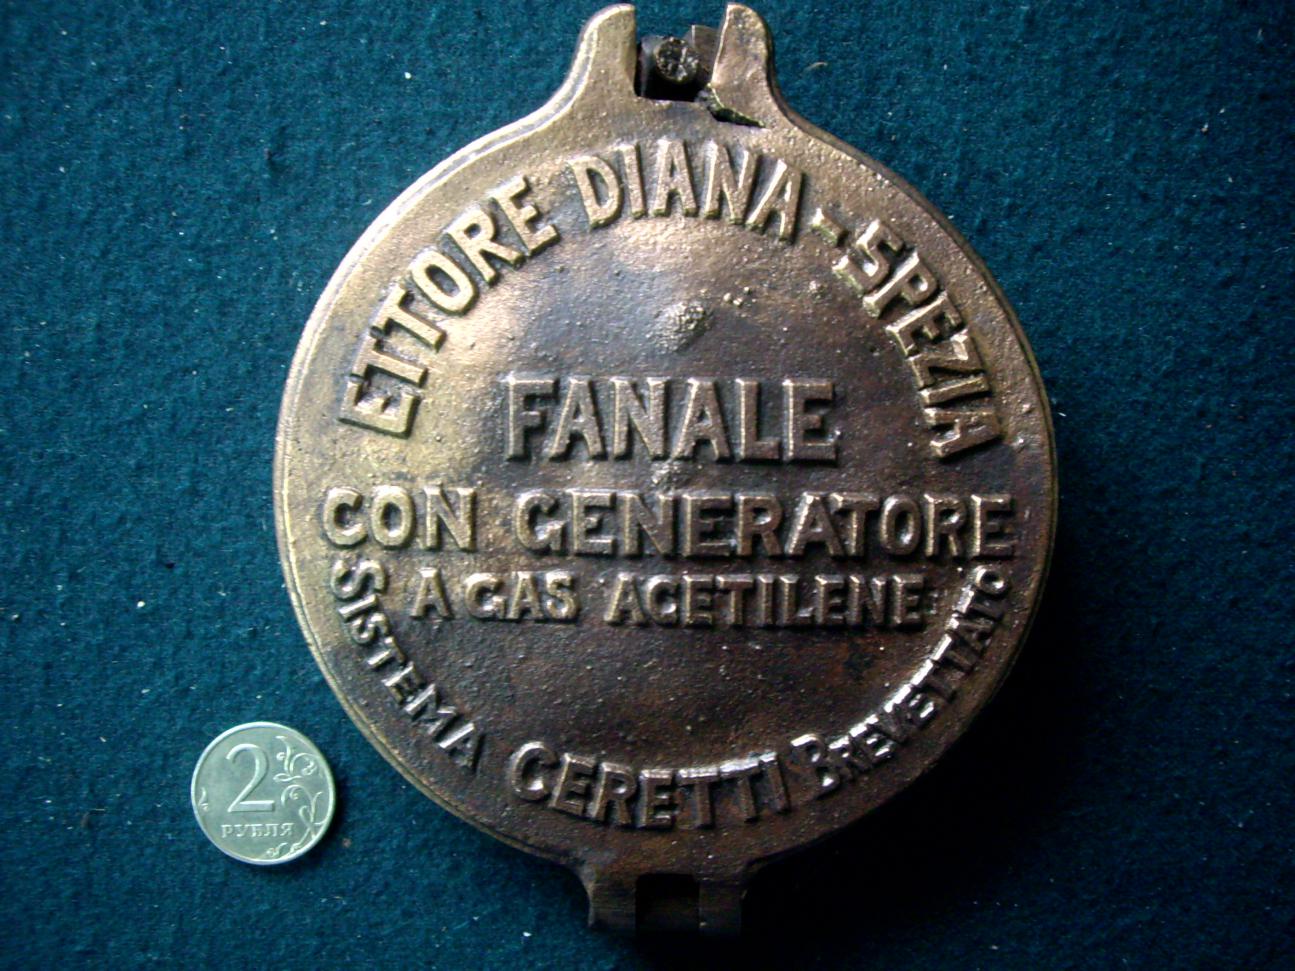 ETTORE DIANA - SPEZIA
FANALE
CON GENERATORE
A GAS ACETILENE
SISTEMA CERETTI BREVETTATO
2
РУБЛЯ